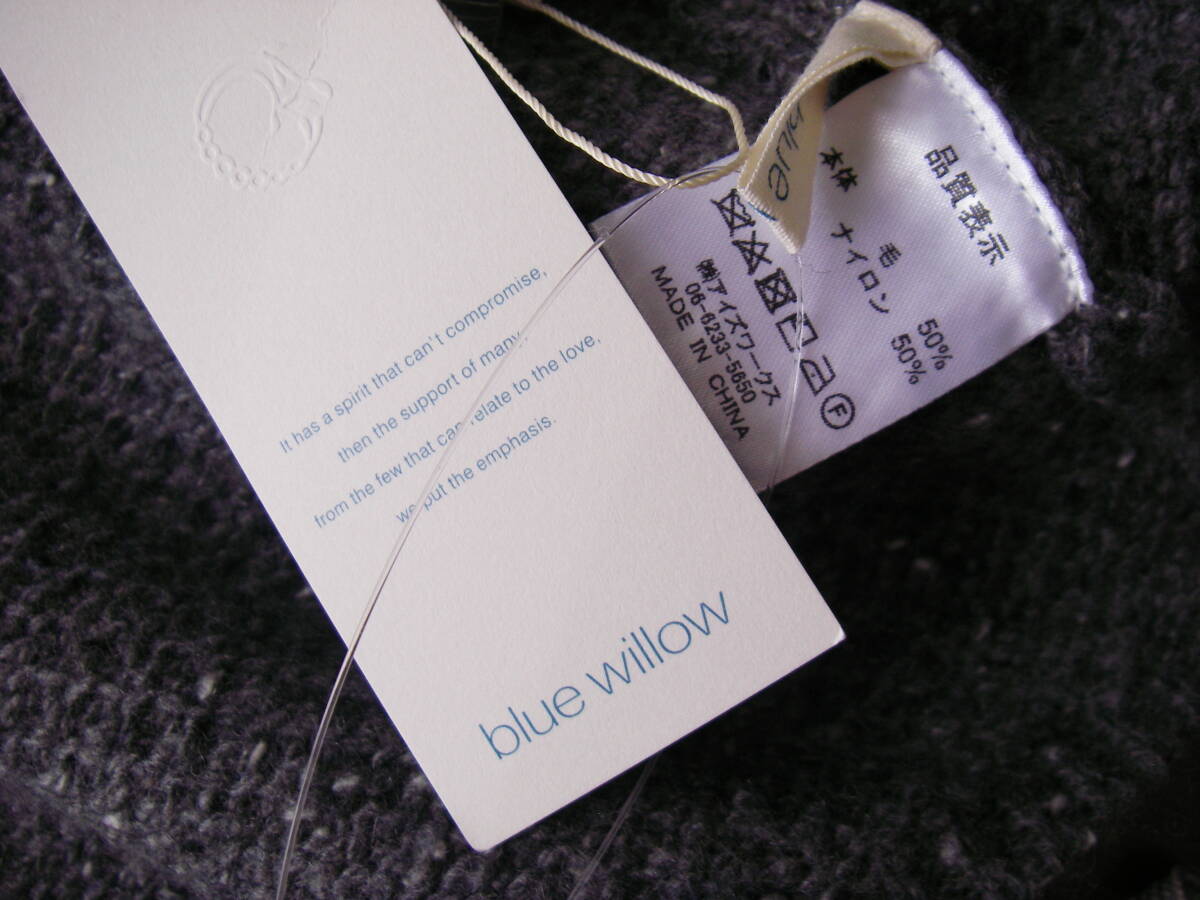 It has a spirit that can't compromise,
then the support of many
from the few that can relate to the love,
we put the emphasis.
blue willow
blue
品質表示
本体
毛 50%
ナイロン 50%
F
㈱アイズワークス
06-6233-5650
MADE IN CHINA